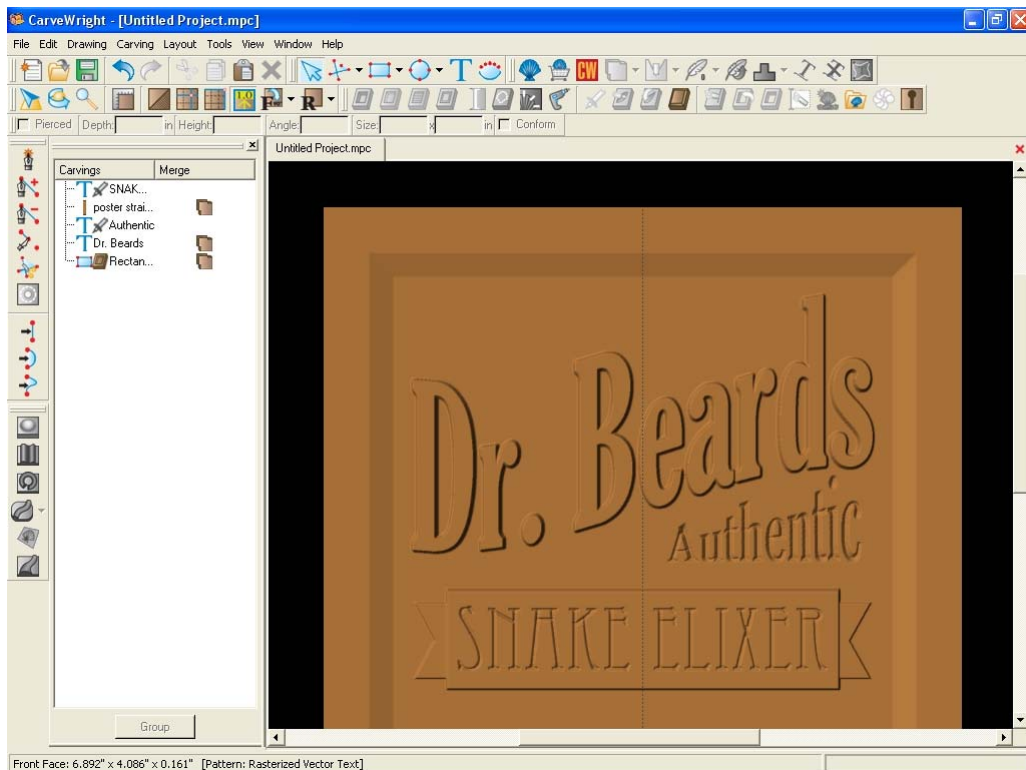 CarveWright - [Untitled Project.mpc]
File Edit Drawing Carving Layout Tools View Window Help
T CW
R
Pierced Depth: in Height: Angle: Size: x in Conform
Untitled Project.mpc
Carvings Merge
SNAK...
poster strai...
Authentic
Dr. Beards
Rectan...
Dr. Beards
Authentic
SNAKE ELIXER
Group
Front Face: 6.892" x 4.086" x 0.161" [Pattern: Rasterized Vector Text]